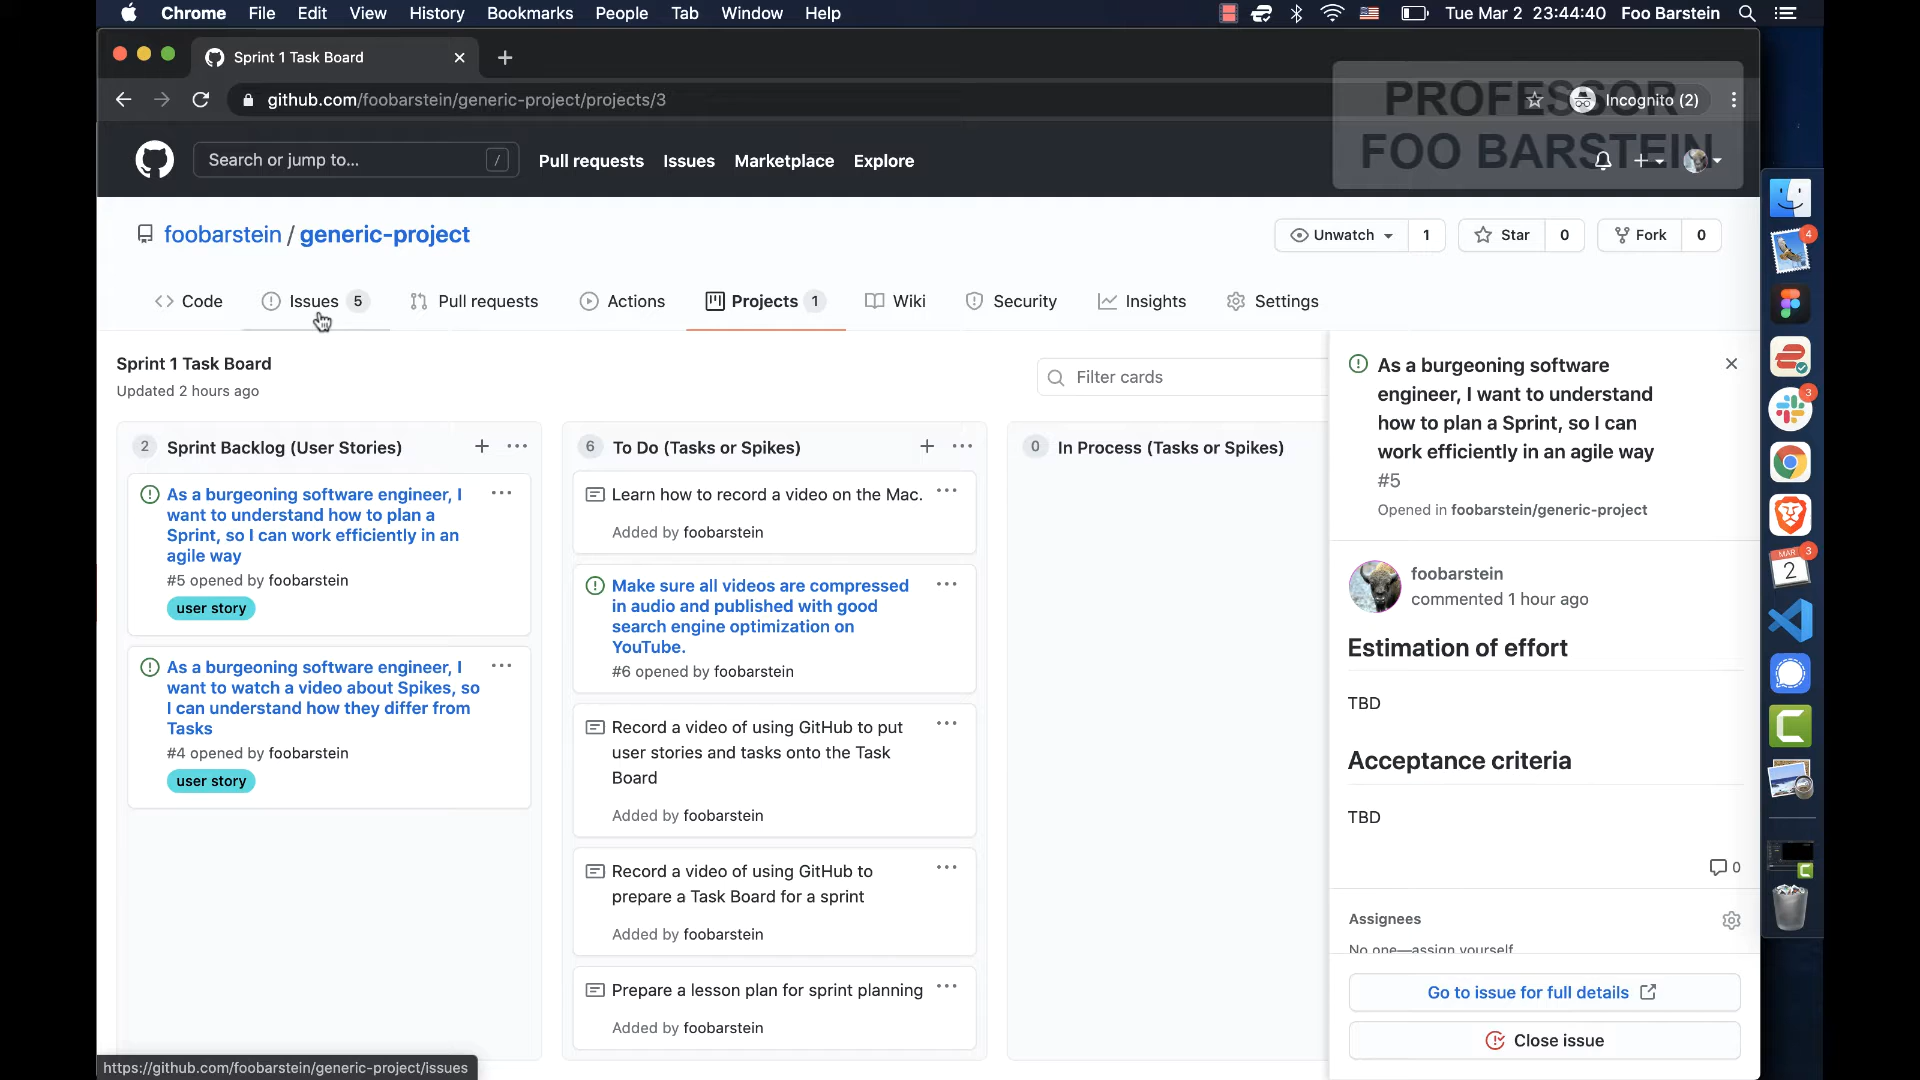 Chrome File Edit View History Bookmarks People Tab Window Help
Tue Mar 2 23:44:40 Foo Barstein
Sprint 1 Task Board
github.com/foobarstein/generic-project/projects/3
Incognito (2)
PROFESSOR
FOO BARSTEIN
Search or jump to... /
Pull requests Issues Marketplace Explore
foobarstein / generic-project
Unwatch 1 Star 0 Fork 0
Code Issues 5 Pull requests Actions Projects 1 Wiki Security Insights Settings
Sprint 1 Task Board
Updated 2 hours ago
Filter cards
2 Sprint Backlog (User Stories)
As a burgeoning software engineer, I
want to understand how to plan a
Sprint, so I can work efficiently in an
agile way
#5 opened by foobarstein
user story
As a burgeoning software engineer, I
want to watch a video about Spikes, so
I can understand how they differ from
Tasks
#4 opened by foobarstein
user story
6 To Do (Tasks or Spikes)
Learn how to record a video on the Mac.
Added by foobarstein
Make sure all videos are compressed
in audio and published with good
search engine optimization on
YouTube.
#6 opened by foobarstein
Record a video of using GitHub to put
user stories and tasks onto the Task
Board
Added by foobarstein
Record a video of using GitHub to
prepare a Task Board for a sprint
Added by foobarstein
Prepare a lesson plan for sprint planning
Added by foobarstein
0 In Process (Tasks or Spikes)
As a burgeoning software
engineer, I want to understand
how to plan a Sprint, so I can
work efficiently in an agile way
#5
Opened in foobarstein/generic-project
foobarstein
commented 1 hour ago
Estimation of effort
TBD
Acceptance criteria
TBD
0
Assignees
No one—assign yourself
Go to issue for full details
Close issue
4
3
MAR
2
3
https://github.com/foobarstein/generic-project/issues